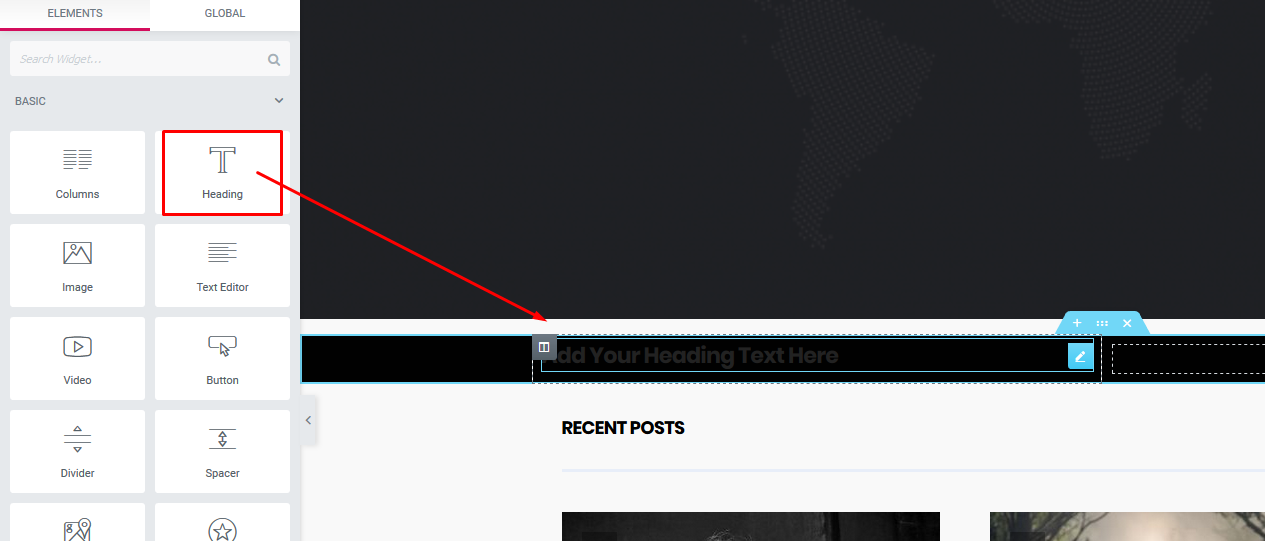 ELEMENTS
GLOBAL
Search Widget...
BASIC
Columns
Heading
Image
Text Editor
Video
Button
Divider
Spacer
dd Your Heading Text Here
RECENT POSTS